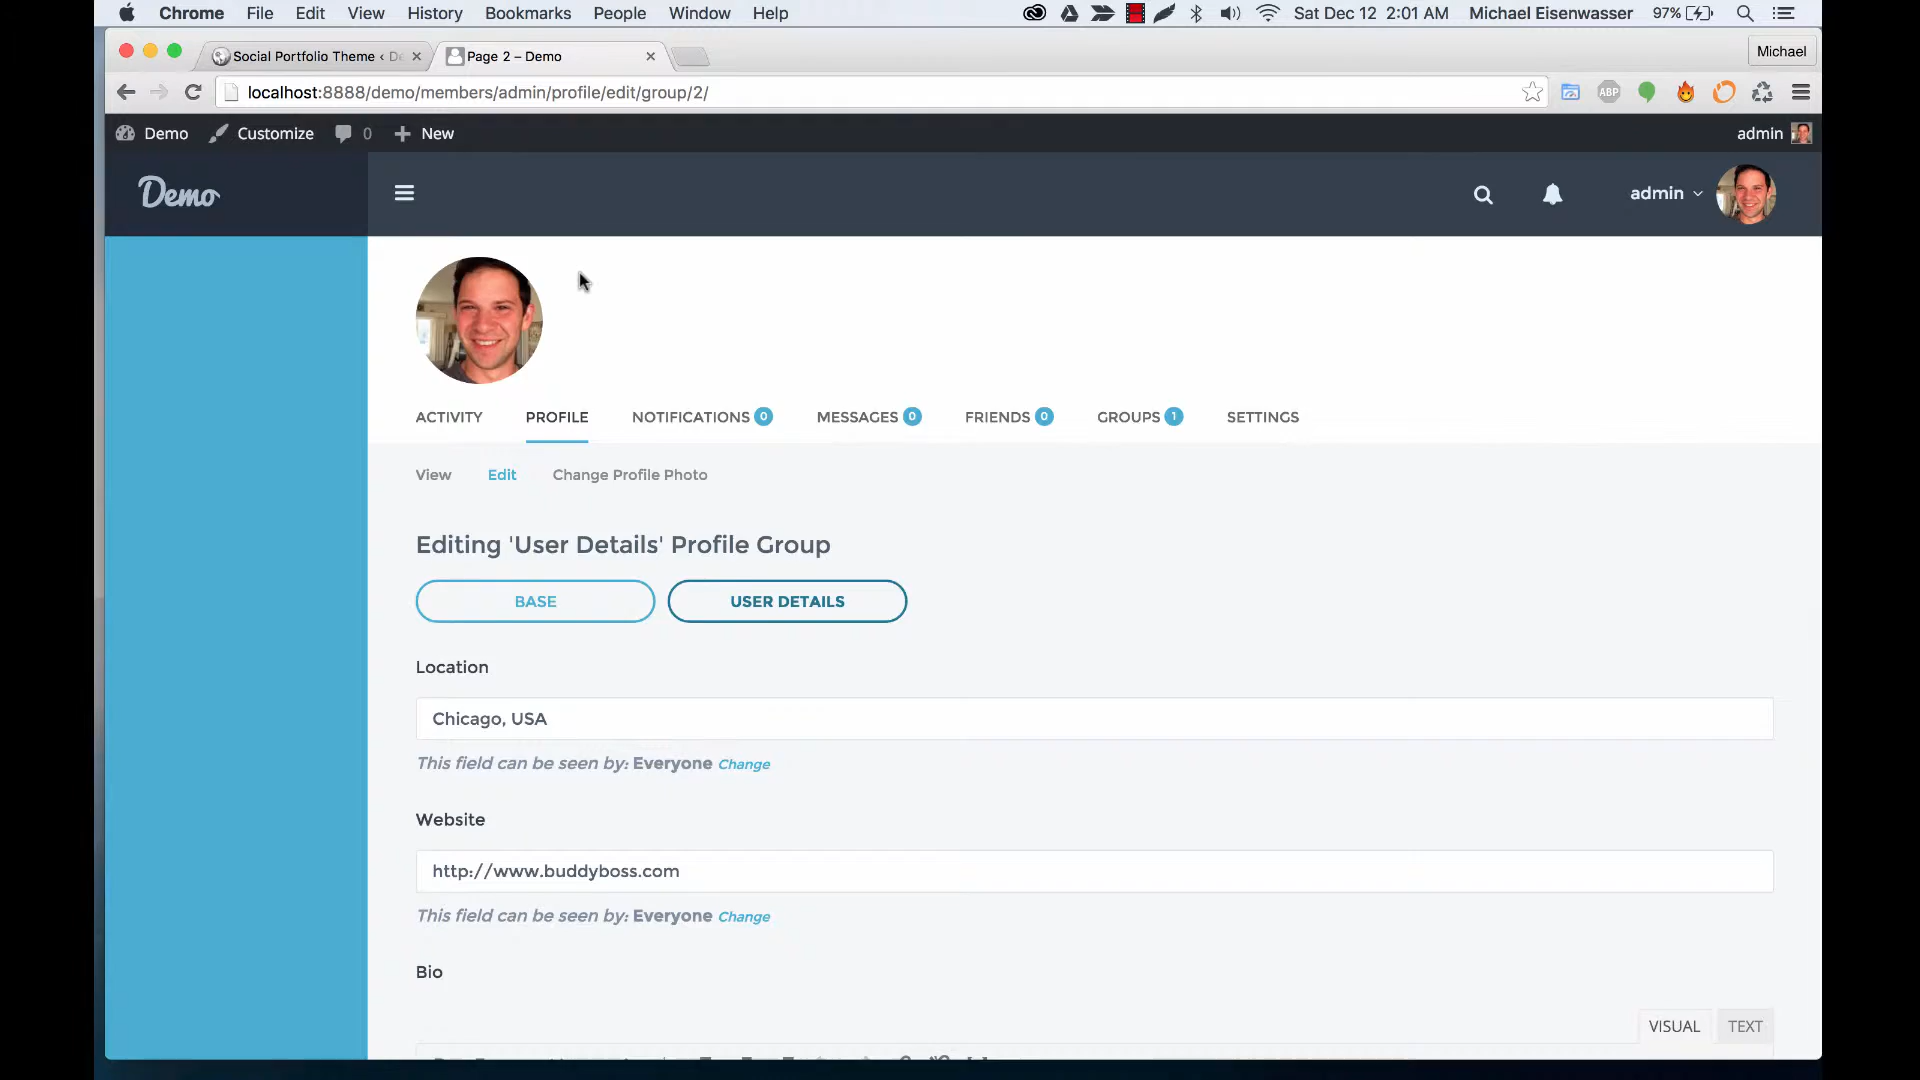 Chrome File Edit View History Bookmarks People Window Help Sat Dec 12 2:01 AM Michael Eisenwasser 97%
Social Portfolio Theme ‹ De Page 2 – Demo Michael
localhost:8888/demo/members/admin/profile/edit/group/2/ ABP
Demo Customize 0 New admin
Demo admin
ACTIVITY PROFILE NOTIFICATIONS 0 MESSAGES 0 FRIENDS 0 GROUPS 1 SETTINGS
View Edit Change Profile Photo
Editing 'User Details' Profile Group
BASE USER DETAILS
Location
Chicago, USA
This field can be seen by: Everyone Change
Website
http://www.buddyboss.com
This field can be seen by: Everyone Change
Bio
VISUAL TEXT